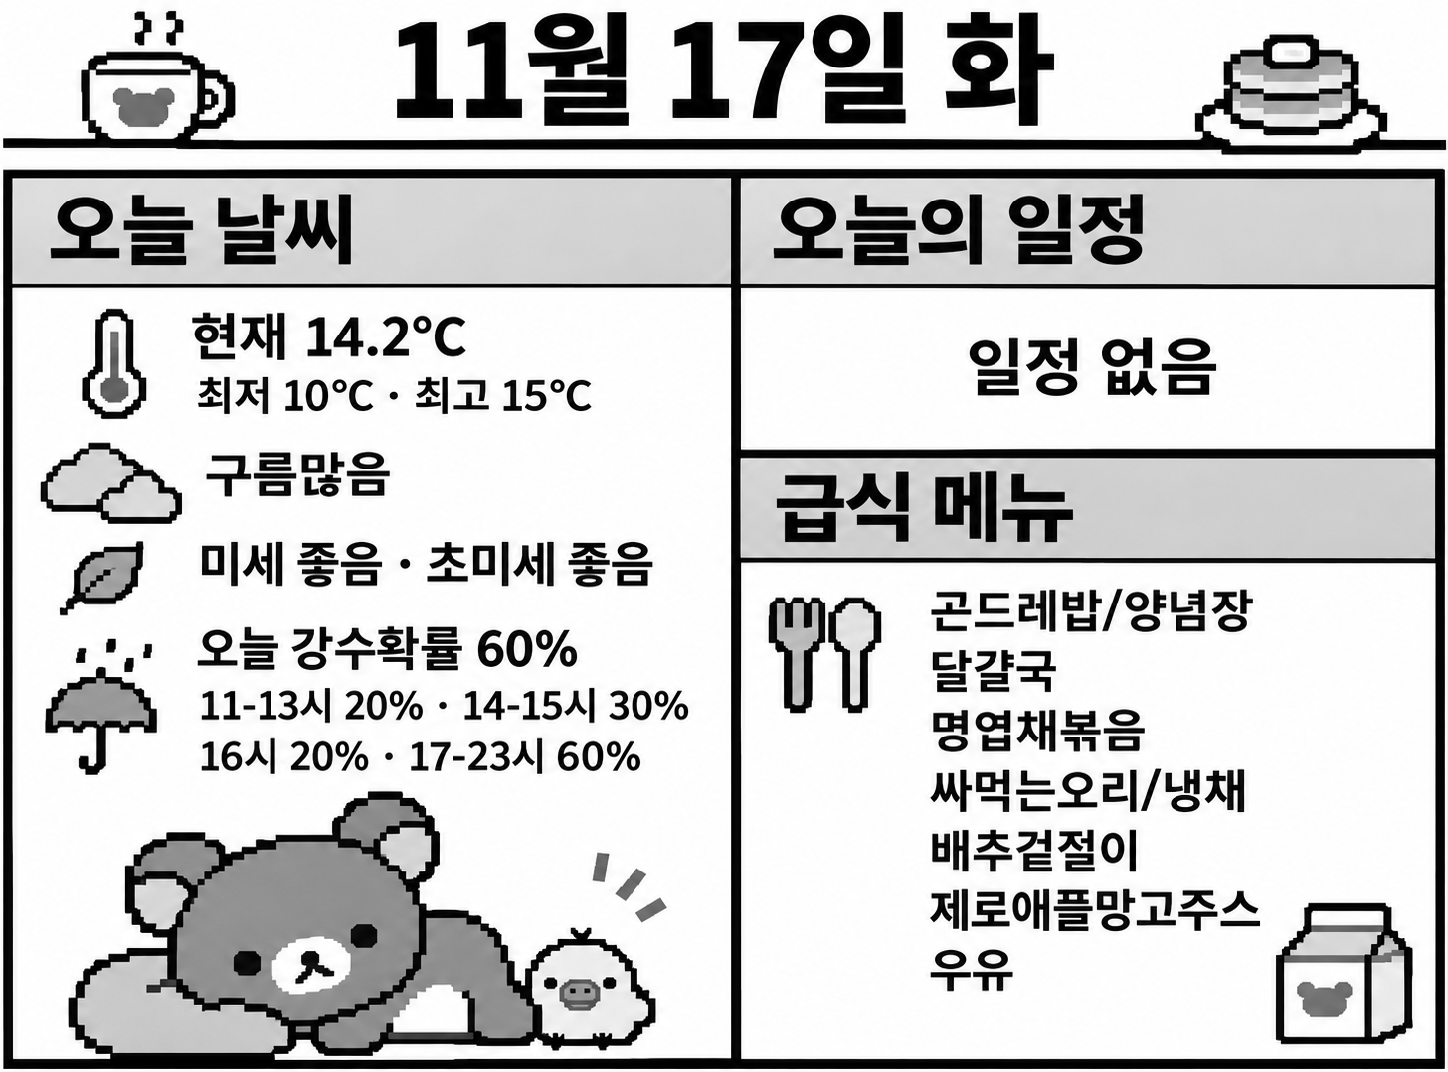 11월 17일 화
오늘 날씨
현재 14.2°C
최저 10°C · 최고 15°C
구름많음
미세 좋음 · 초미세 좋음
오늘 강수확률 60%
11-13시 20% · 14-15시 30%
16시 20% · 17-23시 60%
오늘의 일정
일정 없음
급식 메뉴
곤드레밥/양념장
달걀국
명엽채볶음
싸먹는오리/냉채
배추겉절이
제로애플망고주스
우유